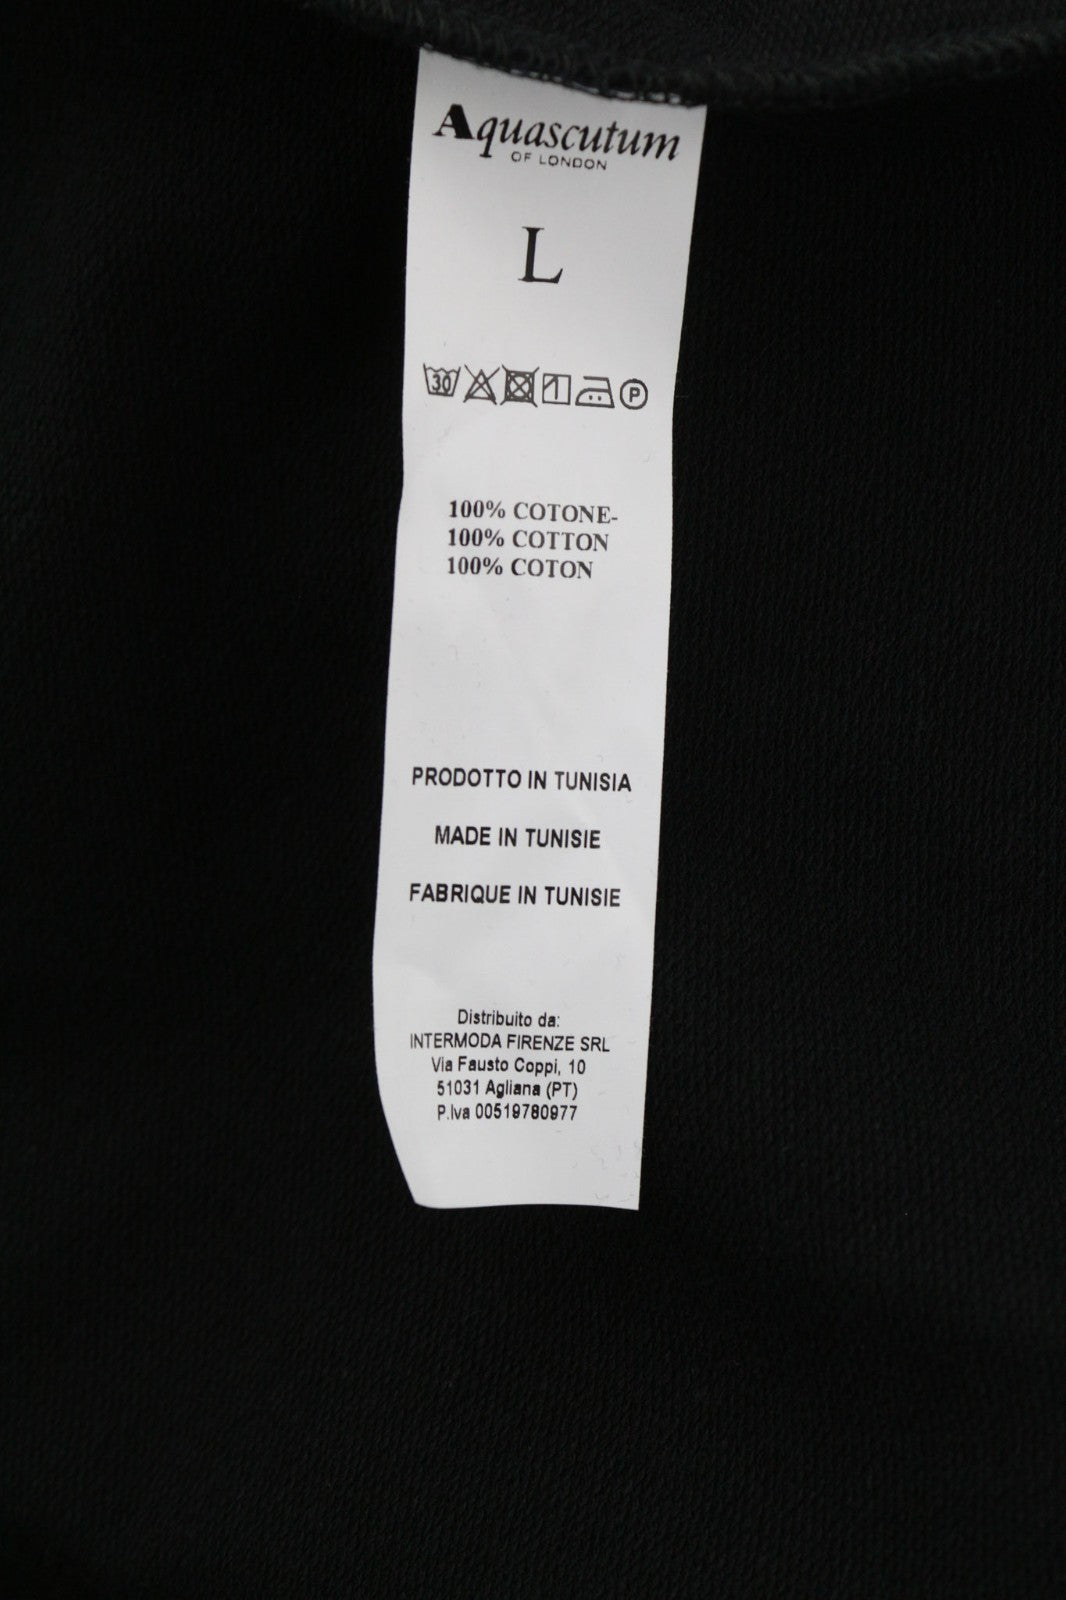 Aquascutum
OF LONDON
L
30 P
100% COTONE-
100% COTTON
100% COTON
PRODOTTO IN TUNISIA
MADE IN TUNISIE
FABRIQUE IN TUNISIE
Distribuito da:
INTERMODA FIRENZE SRL
Via Fausto Coppi, 10
51031 Agliana (PT)
P.Iva 00519780977